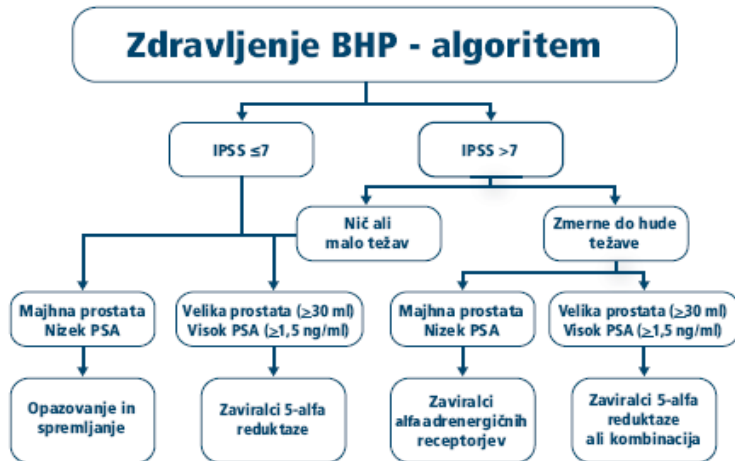 Zdravljenje BHP - algoritem
IPSS ≤7
IPSS >7
Nič ali
malo težav
Zmerne do hude
težave
Majhna prostata
Nizek PSA
Velika prostata (≥30 ml)
Visok PSA (≥1,5 ng/ml)
Majhna prostata
Nizek PSA
Velika prostata (≥30 ml)
Visok PSA (≥1,5 ng/ml)
Opazovanje in
spremljanje
Zaviralci 5-alfa
reduktaze
Zaviralci
alfaadrenergičnih
receptorjev
Zaviralci 5-alfa
reduktaze
ali kombinacija